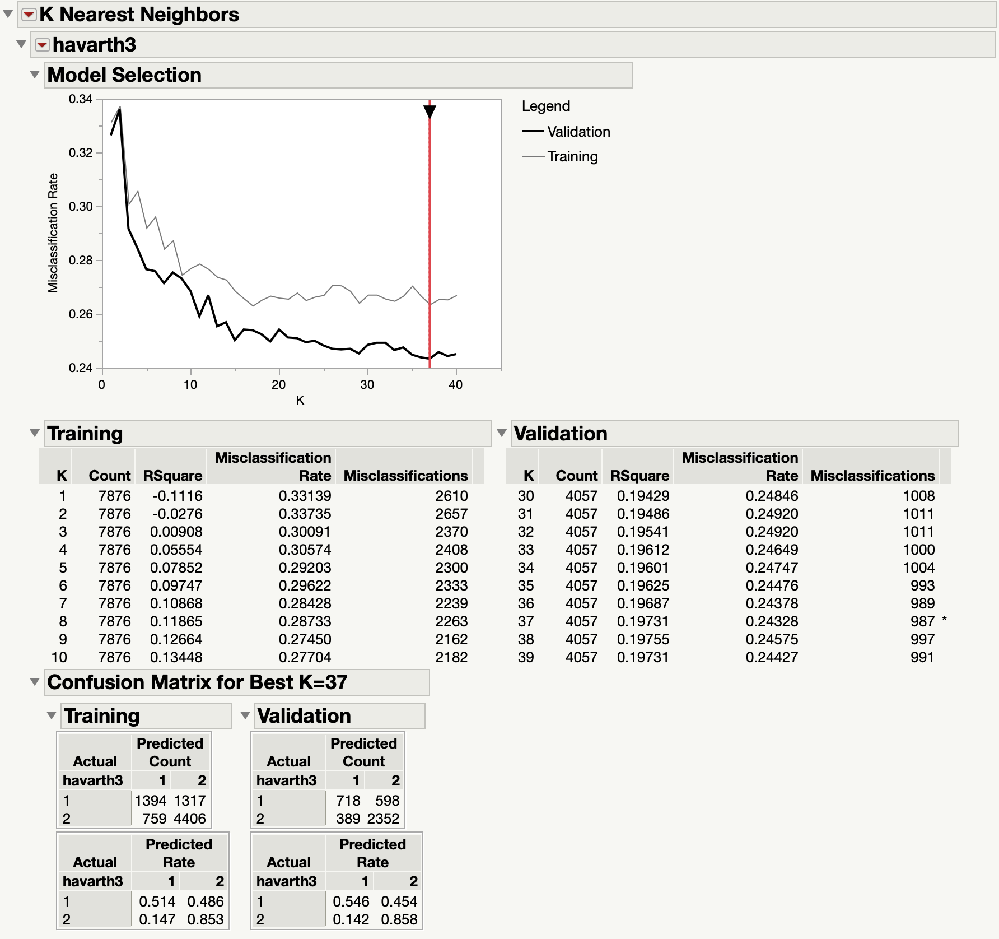 K Nearest Neighbors
havarth3
Model Selection
0.34
0.32
0.30
0.28
0.26
0.24
Misclassification Rate
0 10 20 30 40
K
Legend
Validation
Training
Training
Misclassification
K Count RSquare Rate Misclassifications
1 7876 -0.1116 0.33139 2610
2 7876 -0.0276 0.33735 2657
3 7876 0.00908 0.30091 2370
4 7876 0.05554 0.30574 2408
5 7876 0.07852 0.29203 2300
6 7876 0.09747 0.29622 2333
7 7876 0.10868 0.28428 2239
8 7876 0.11865 0.28733 2263
9 7876 0.12664 0.27450 2162
10 7876 0.13448 0.27704 2182
Validation
Misclassification
K Count RSquare Rate Misclassifications
30 4057 0.19429 0.24846 1008
31 4057 0.19486 0.24920 1011
32 4057 0.19541 0.24920 1011
33 4057 0.19612 0.24649 1000
34 4057 0.19601 0.24747 1004
35 4057 0.19625 0.24476 993
36 4057 0.19687 0.24378 989
37 4057 0.19731 0.24328 987 *
38 4057 0.19755 0.24575 997
39 4057 0.19731 0.24427 991
Confusion Matrix for Best K=37
Training
Predicted
Actual Count
havarth3 1 2
1 1394 1317
2 759 4406
Predicted
Actual Rate
havarth3 1 2
1 0.514 0.486
2 0.147 0.853
Validation
Predicted
Actual Count
havarth3 1 2
1 718 598
2 389 2352
Predicted
Actual Rate
havarth3 1 2
1 0.546 0.454
2 0.142 0.858